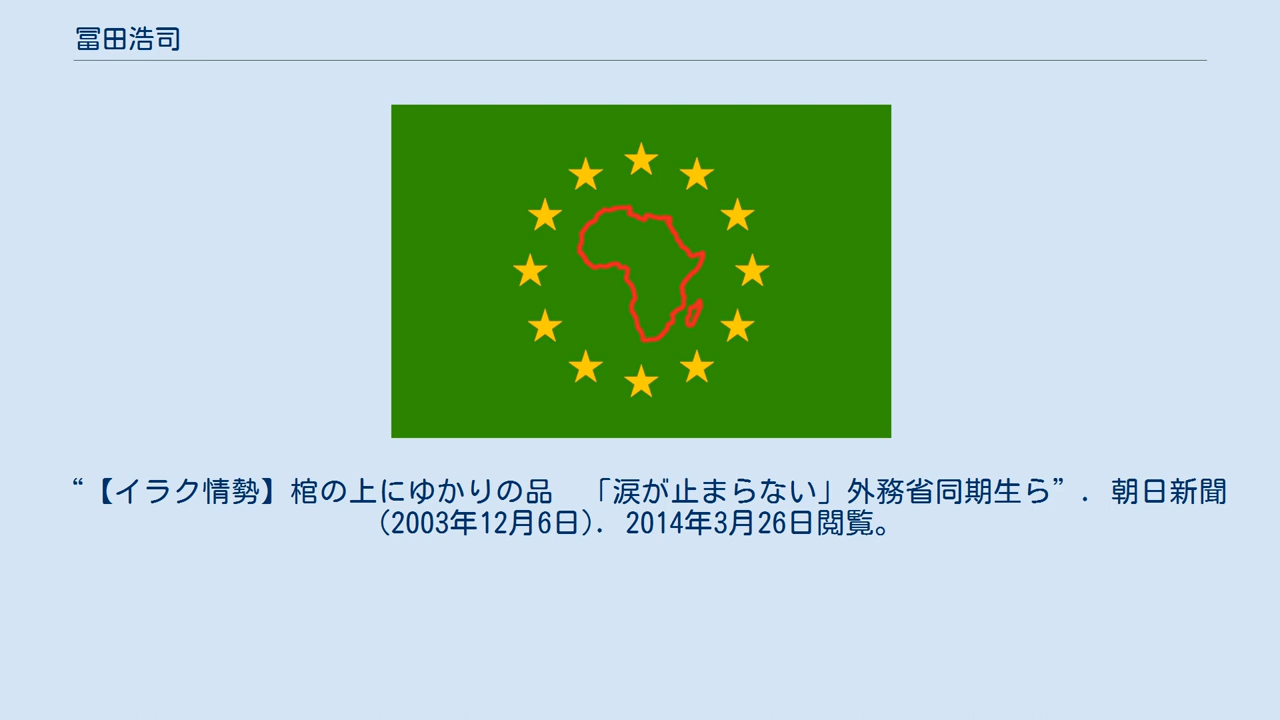 冨田浩司
“【イラク情勢】棺の上にゆかりの品　「涙が止まらない」外務省同期生ら”． 朝日新聞
(2003年12月6日)． 2014年3月26日閲覧。